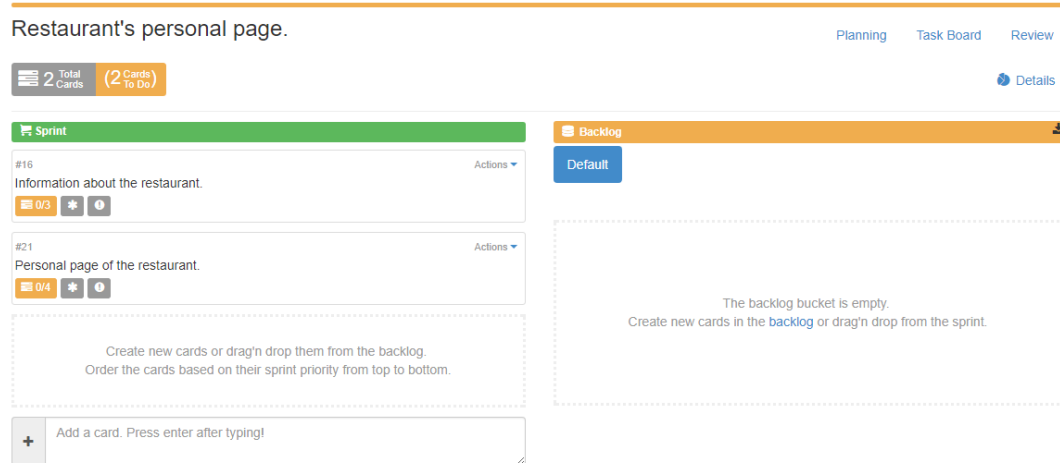 Restaurant's personal page.
Planning Task Board Review
2 Total Cards (2 Cards To Do)
Details
Sprint
#16 Actions
Information about the restaurant.
0/3
#21 Actions
Personal page of the restaurant.
0/4
Create new cards or drag'n drop them from the backlog.
Order the cards based on their sprint priority from top to bottom.
+ Add a card. Press enter after typing!
Backlog
Default
The backlog bucket is empty.
Create new cards in the backlog or drag'n drop from the sprint.